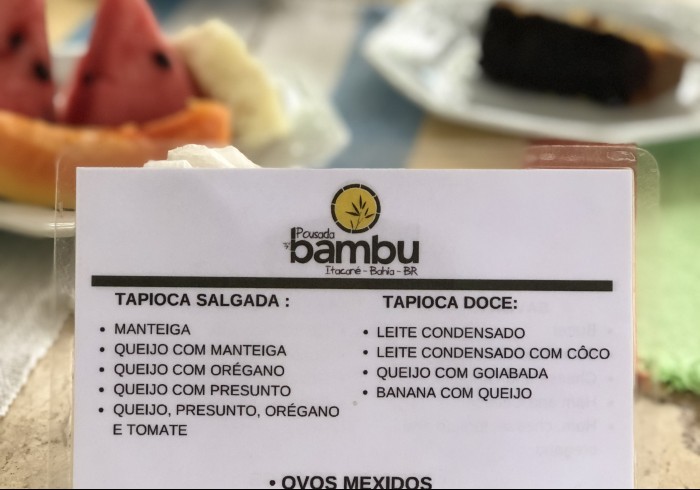 Pousada
bambu
Itacaré - Bahia - BR
TAPIOCA SALGADA :
• MANTEIGA
• QUEIJO COM MANTEIGA
• QUEIJO COM ORÉGANO
• QUEIJO COM PRESUNTO
• QUEIJO, PRESUNTO, ORÉGANO
E TOMATE
TAPIOCA DOCE:
• LEITE CONDENSADO
• LEITE CONDENSADO COM CÔCO
• QUEIJO COM GOIABADA
• BANANA COM QUEIJO
• OVOS MEXIDOS